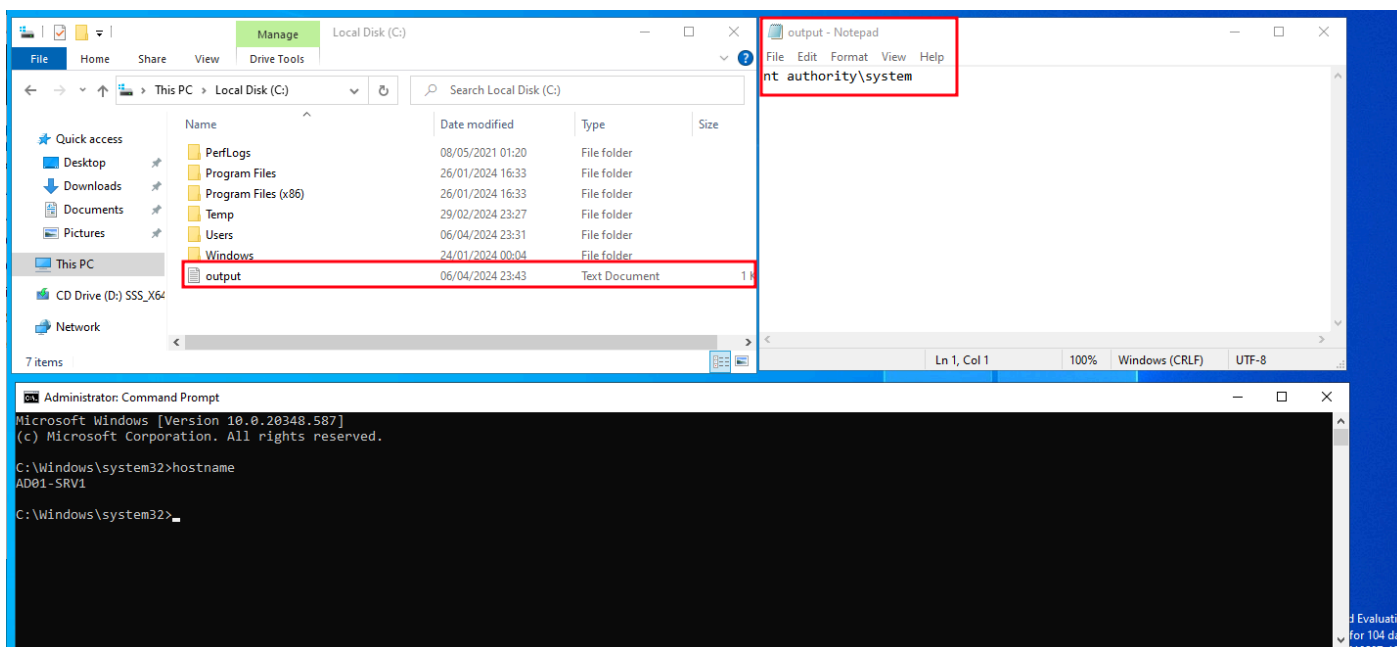 Manage
Local Disk (C:)
File Home Share View Drive Tools
This PC > Local Disk (C:)
Search Local Disk (C:)
Quick access
Desktop
Downloads
Documents
Pictures
This PC
CD Drive (D:) SSS_X64
Network
Name Date modified Type Size
PerfLogs 08/05/2021 01:20 File folder
Program Files 26/01/2024 16:33 File folder
Program Files (x86) 26/01/2024 16:33 File folder
Temp 29/02/2024 23:27 File folder
Users 06/04/2024 23:31 File folder
Windows 24/01/2024 00:04 File folder
output 06/04/2024 23:43 Text Document 1 K
7 items
output - Notepad
File Edit Format View Help
nt authority\system
Ln 1, Col 1 100% Windows (CRLF) UTF-8
Administrator: Command Prompt
Microsoft Windows [Version 10.0.20348.587]
(c) Microsoft Corporation. All rights reserved.
C:\Windows\system32>hostname
AD01-SRV1
C:\Windows\system32>
d Evaluati
for 104 da